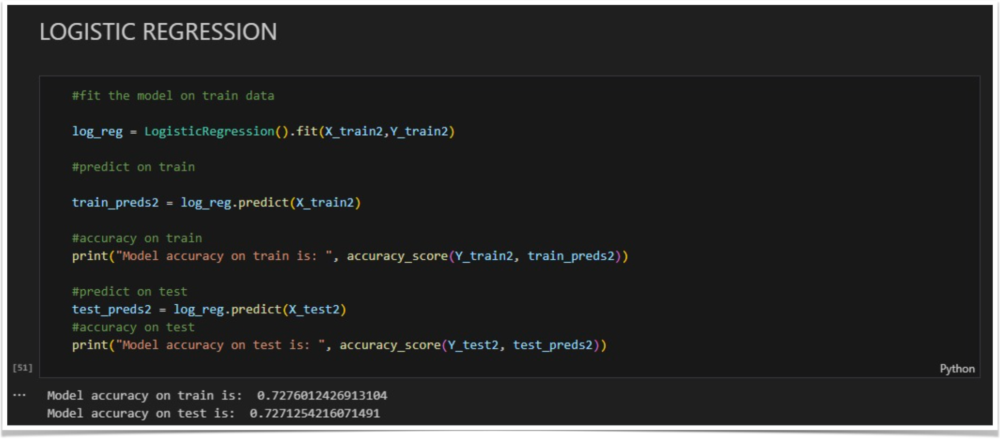 LOGISTIC REGRESSION
#fit the model on train data
log_reg = LogisticRegression().fit(X_train2,Y_train2)
#predict on train
train_preds2 = log_reg.predict(X_train2)
#accuracy on train
print("Model accuracy on train is: ", accuracy_score(Y_train2, train_preds2))
#predict on test
test_preds2 = log_reg.predict(X_test2)
#accuracy on test
print("Model accuracy on test is: ", accuracy_score(Y_test2, test_preds2))
[51]
Python
... Model accuracy on train is:  0.7276012426913104
Model accuracy on test is:  0.7271254216071491